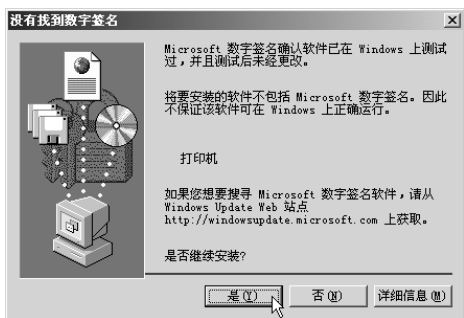 没有找到数字签名
Microsoft 数字签名确认软件已在 Windows 上测试
过，并且测试后未经更改。
将要安装的软件不包括 Microsoft 数字签名。因此
不保证该软件可在 Windows 上正确运行。
打印机
如果您想要搜寻 Microsoft 数字签名软件，请从
Windows Update Web 站点
http://windowsupdate.microsoft.com 上获取。
是否继续安装?
是(Y) 否(N) 详细信息(M)